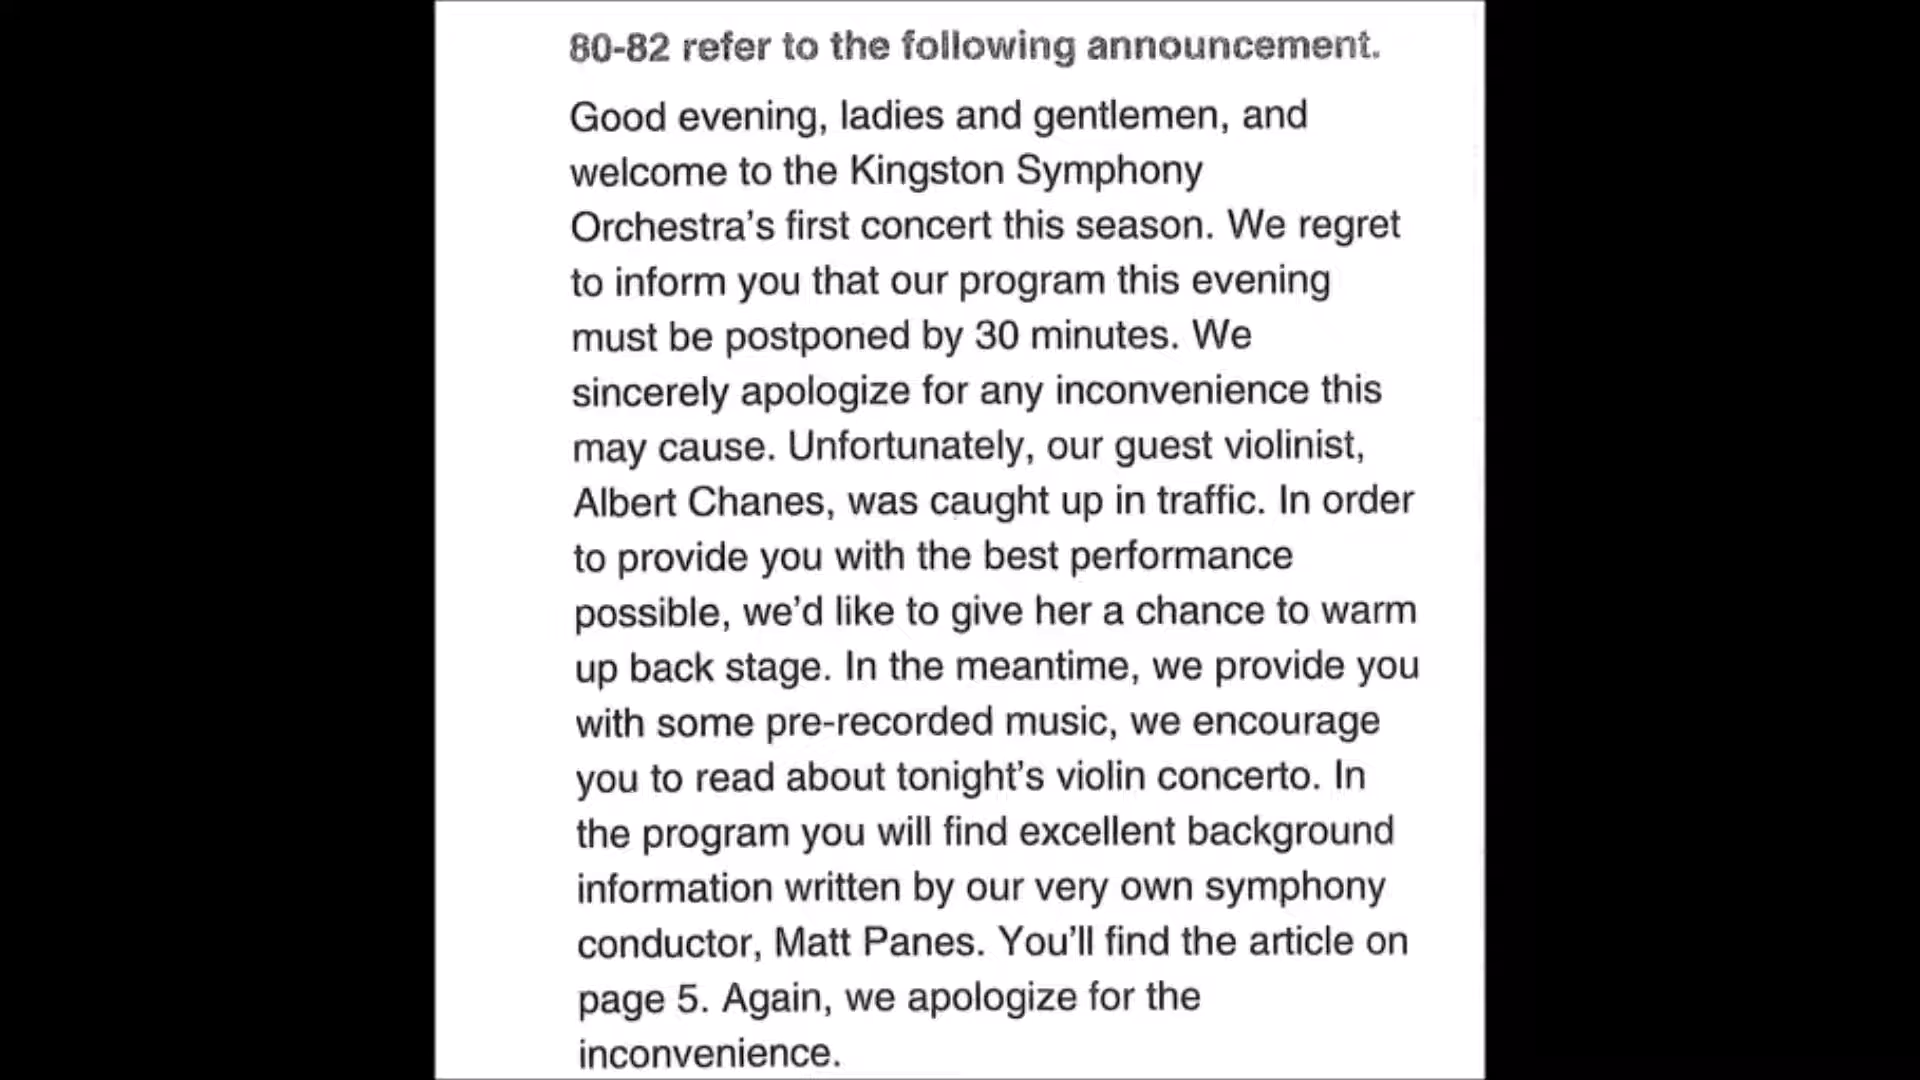 80-82 refer to the following announcement.
Good evening, ladies and gentlemen, and
welcome to the Kingston Symphony
Orchestra's first concert this season. We regret
to inform you that our program this evening
must be postponed by 30 minutes. We
sincerely apologize for any inconvenience this
may cause. Unfortunately, our guest violinist,
Albert Chanes, was caught up in traffic. In order
to provide you with the best performance
possible, we'd like to give her a chance to warm
up back stage. In the meantime, we provide you
with some pre-recorded music, we encourage
you to read about tonight's violin concerto. In
the program you will find excellent background
information written by our very own symphony
conductor, Matt Panes. You'll find the article on
page 5. Again, we apologize for the
inconvenience.